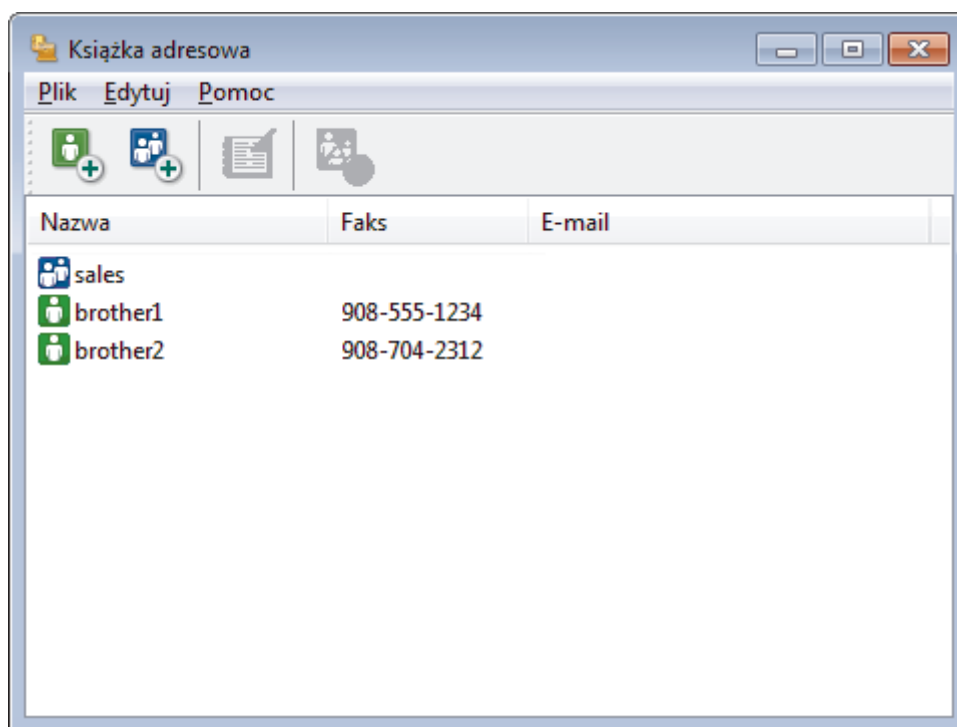 Książka adresowa
Plik Edytuj Pomoc
Nazwa Faks E-mail
sales
brother1 908-555-1234
brother2 908-704-2312